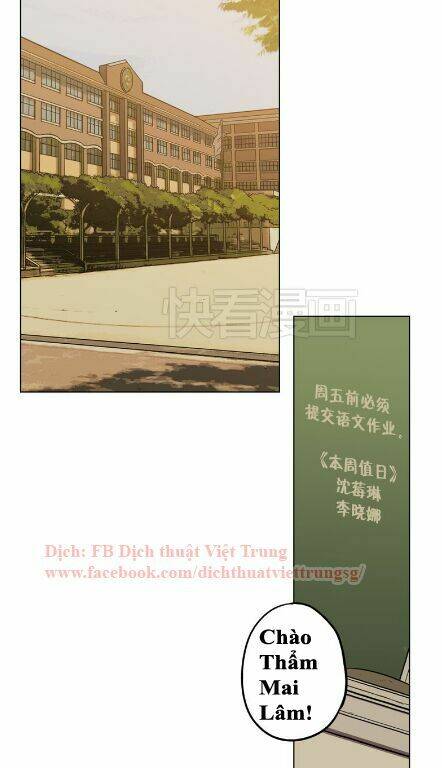 快看漫画
周五前必须
提交语文作业。
《本周值日》
沈莓琳
李晓娜
Dịch: FB Dịch thuật Việt Trung
www.facebook.com/dichthuatviettrungsg/
Chào
Thẩm
Mai
Lâm!